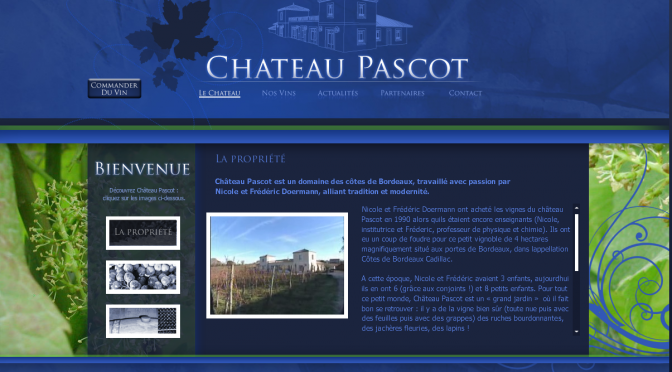 CHATEAU PASCOT
COMMANDER
DU VIN
LE CHATEAU
NOS VINS
ACTUALITÉS
PARTENAIRES
CONTACT
BIENVENUE
Découvrez Château Pascot :
cliquez sur les images ci-dessous.
LA PROPRIÉTÉ
LA PROPRIÉTÉ
Château Pascot est un domaine des côtes de Bordeaux, travaillé avec passion par
Nicole et Frédéric Doermann, alliant tradition et modernité.
Nicole et Frédéric Doermann ont acheté les vignes du château
Pascot en 1990 alors quils étaient encore enseignants (Nicole,
institutrice et Fréderic, professeur de physique et chimie). Ils ont
eu un coup de foudre pour ce petit vignoble de 4 hectares
magnifiquement situé aux portes de Bordeaux, dans lappellation
Côtes de Bordeaux Cadillac.
A cette époque, Nicole et Frédéric avaient 3 enfants, aujourdhui
ils en ont 6 (grâce aux conjoints !) et 8 petits enfants. Pour tout
ce petit monde, Château Pascot est un « grand jardin » où il fait
bon se retrouver : il y a de la vigne bien sûr (toute nue puis avec
des feuilles puis avec des grappes) des ruches bourdonnantes,
des jachères fleuries, des lapins !